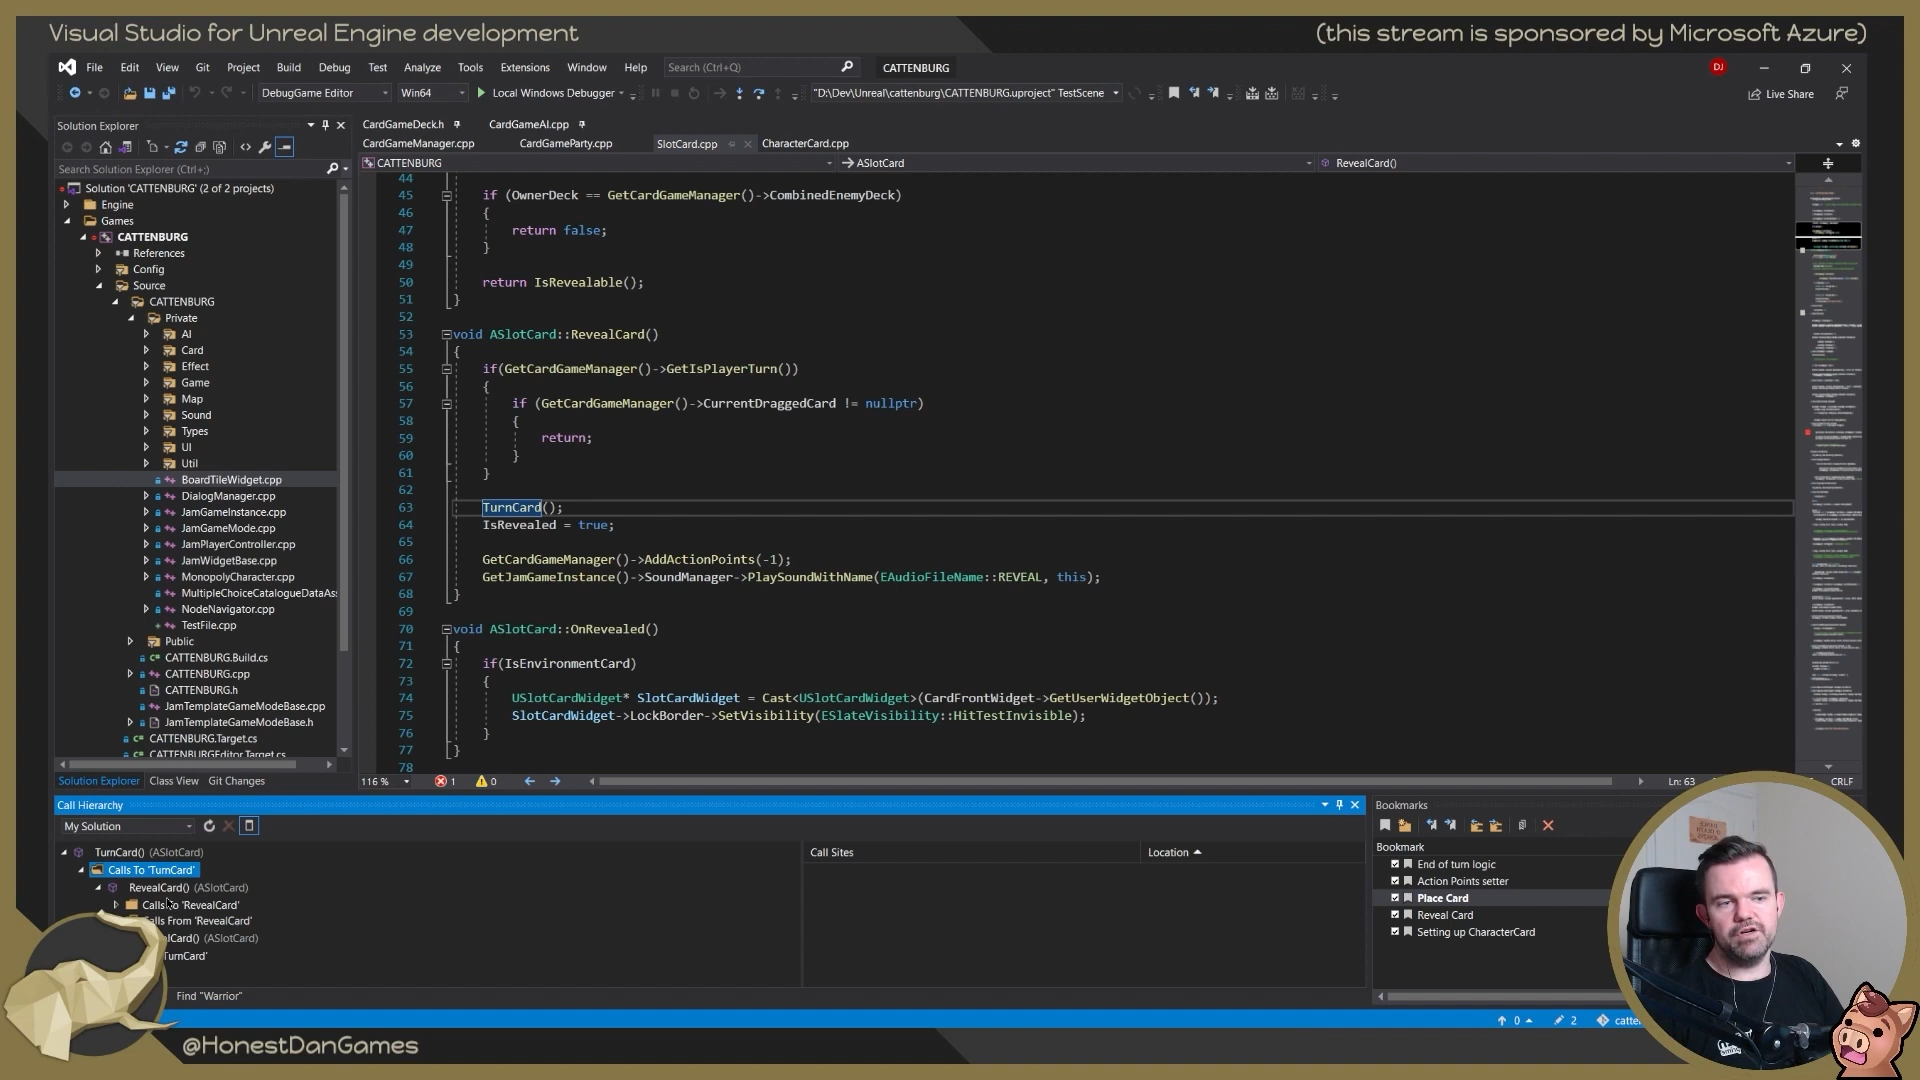 Visual Studio for Unreal Engine development
(this stream is sponsored by Microsoft Azure)
File Edit View Git Project Build Debug Test Analyze Tools Extensions Window Help Search (Ctrl+Q) CATTENBURG DJ
DebugGame Editor Win64 Local Windows Debugger "D:\Dev\Unreal\cattenburg\CATTENBURG.uproject" TestScene Live Share
Solution Explorer
Search Solution Explorer (Ctrl+;)
Solution 'CATTENBURG' (2 of 2 projects)
Engine
Games
CATTENBURG
References
Config
Source
CATTENBURG
Private
AI
Card
Effect
Game
Map
Sound
Types
UI
Util
BoardTileWidget.cpp
DialogManager.cpp
JamGameInstance.cpp
JamGameMode.cpp
JamPlayerController.cpp
JamWidgetBase.cpp
MonopolyCharacter.cpp
MultipleChoiceCatalogueDataAs
NodeNavigator.cpp
TestFile.cpp
Public
CATTENBURG.Build.cs
CATTENBURG.cpp
CATTENBURG.h
JamTemplateGameModeBase.cpp
JamTemplateGameModeBase.h
CATTENBURG.Target.cs
CATTENBURGEditor.Target.cs
Solution Explorer Class View Git Changes
CardGameDeck.h CardGameAI.cpp
CardGameManager.cpp CardGameParty.cpp SlotCard.cpp CharacterCard.cpp
CATTENBURG ASlotCard RevealCard()
44
45 if (OwnerDeck == GetCardGameManager()->CombinedEnemyDeck)
46 {
47 return false;
48 }
49
50 return IsRevealable();
51 }
52
53 void ASlotCard::RevealCard()
54 {
55 if(GetCardGameManager()->GetIsPlayerTurn())
56 {
57 if (GetCardGameManager()->CurrentDraggedCard != nullptr)
58 {
59 return;
60 }
61 }
62
63 TurnCard();
64 IsRevealed = true;
65
66 GetCardGameManager()->AddActionPoints(-1);
67 GetJamGameInstance()->SoundManager->PlaySoundWithName(EAudioFileName::REVEAL, this);
68 }
69
70 void ASlotCard::OnRevealed()
71 {
72 if(IsEnvironmentCard)
73 {
74 USlotCardWidget* SlotCardWidget = Cast<USlotCardWidget>(CardFrontWidget->GetUserWidgetObject());
75 SlotCardWidget->LockBorder->SetVisibility(ESlateVisibility::HitTestInvisible);
76 }
77 }
78
116 % 1 0 Ln: 63 CRLF
Call Hierarchy
My Solution
TurnCard() (ASlotCard)
Calls To 'TurnCard'
RevealCard() (ASlotCard)
Calls To 'RevealCard'
Calls From 'RevealCard'
lCard() (ASlotCard)
TurnCard'
Find "Warrior"
Call Sites Location
Bookmarks
Bookmark
End of turn logic
Action Points setter
Place Card
Reveal Card
Setting up CharacterCard
0 2 catte
@HonestDanGames